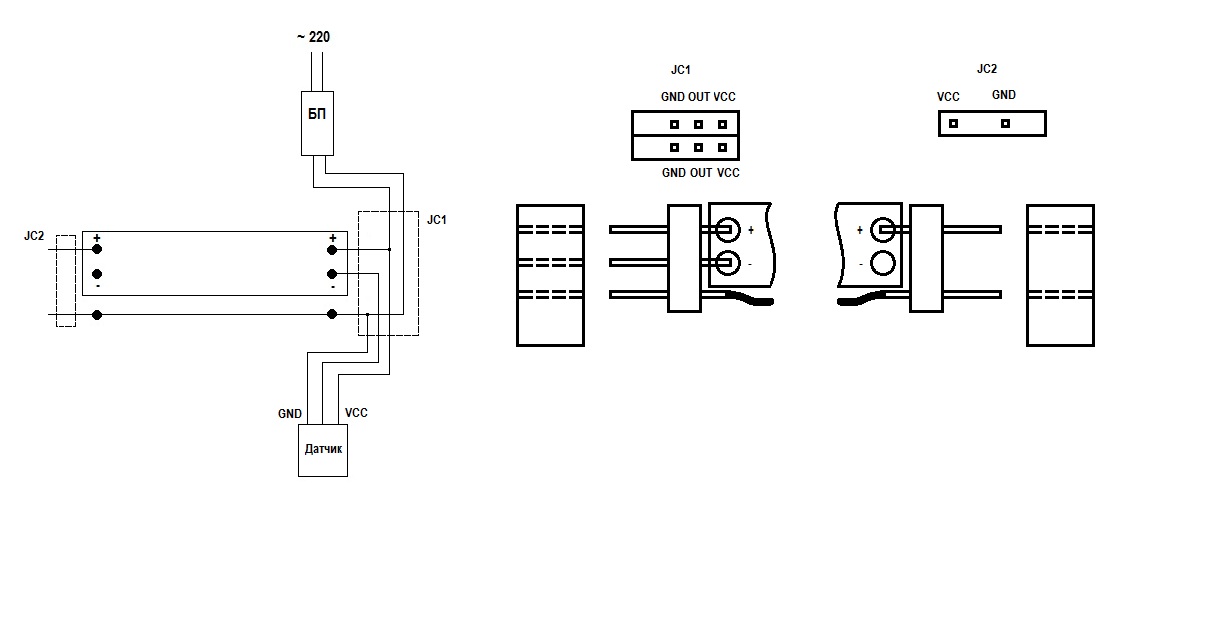 ~ 220
БП
JC1
JC2
+
+
-
-
GND
VCC
Датчик
JC1
GND OUT VCC
GND OUT VCC
JC2
VCC
GND
+
-
+
-